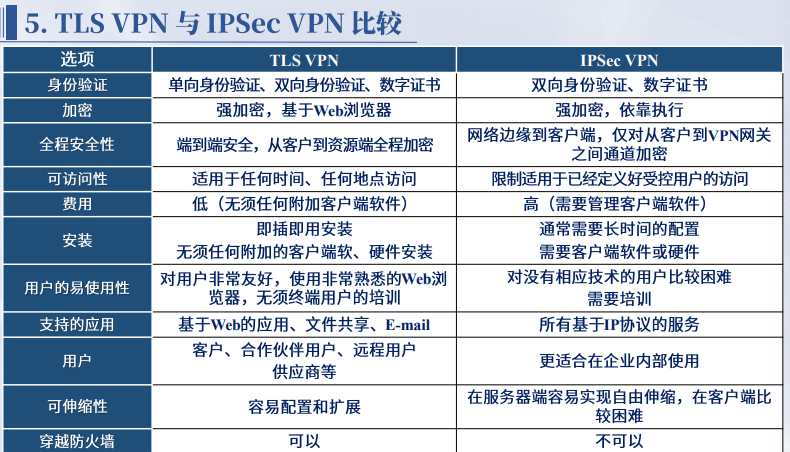 5. TLS VPN 与 IPSec VPN 比较
选项 TLS VPN IPSec VPN
身份验证 单向身份验证、双向身份验证、数字证书 双向身份验证、数字证书
加密 强加密，基于Web浏览器 强加密，依靠执行
全程安全性 端到端安全，从客户到资源端全程加密 网络边缘到客户端，仅对从客户到VPN网关
之间通道加密
可访问性 适用于任何时间、任何地点访问 限制适用于已经定义好受控用户的访问
费用 低（无须任何附加客户端软件） 高（需要管理客户端软件）
安装 即插即用安装 通常需要长时间的配置
无须任何附加的客户端软、硬件安装 需要客户端软件或硬件
用户的易使用性 对用户非常友好，使用非常熟悉的Web浏 对没有相应技术的用户比较困难
览器，无须终端用户的培训 需要培训
支持的应用 基于Web的应用、文件共享、E-mail 所有基于IP协议的服务
用户 客户、合作伙伴用户、远程用户 更适合在企业内部使用
供应商等
可伸缩性 容易配置和扩展 在服务器端容易实现自由伸缩，在客户端比
较困难
穿越防火墙 可以 不可以